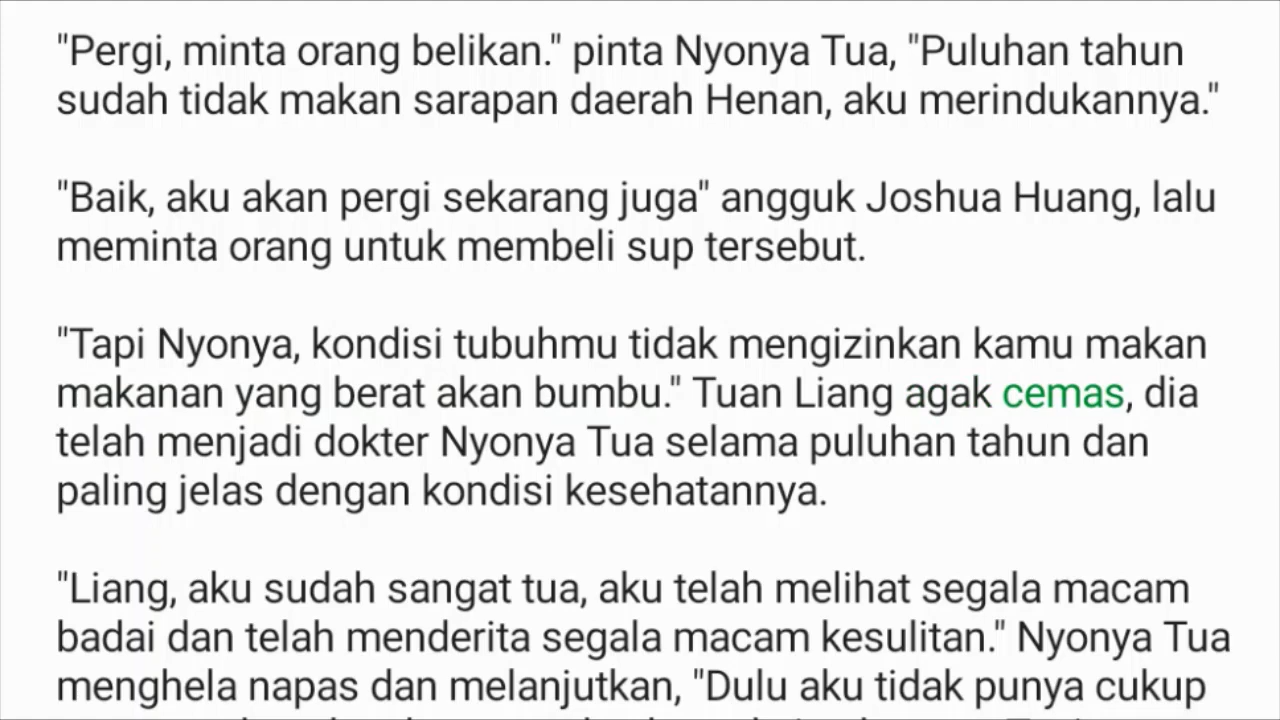 "Pergi, minta orang belikan." pinta Nyonya Tua, "Puluhan tahun
sudah tidak makan sarapan daerah Henan, aku merindukannya."
"Baik, aku akan pergi sekarang juga" angguk Joshua Huang, lalu
meminta orang untuk membeli sup tersebut.
"Tapi Nyonya, kondisi tubuhmu tidak mengizinkan kamu makan
makanan yang berat akan bumbu." Tuan Liang agak cemas, dia
telah menjadi dokter Nyonya Tua selama puluhan tahun dan
paling jelas dengan kondisi kesehatannya.
"Liang, aku sudah sangat tua, aku telah melihat segala macam
badai dan telah menderita segala macam kesulitan." Nyonya Tua
menghela napas dan melanjutkan, "Dulu aku tidak punya cukup